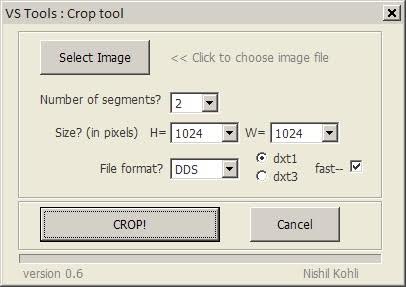 VS Tools : Crop tool
Select Image << Click to choose image file
Number of segments? 2
Size? (in pixels) H= 1024 W= 1024
File format? DDS dxt1 fast--
dxt3
CROP! Cancel
version 0.6 Nishil Kohli